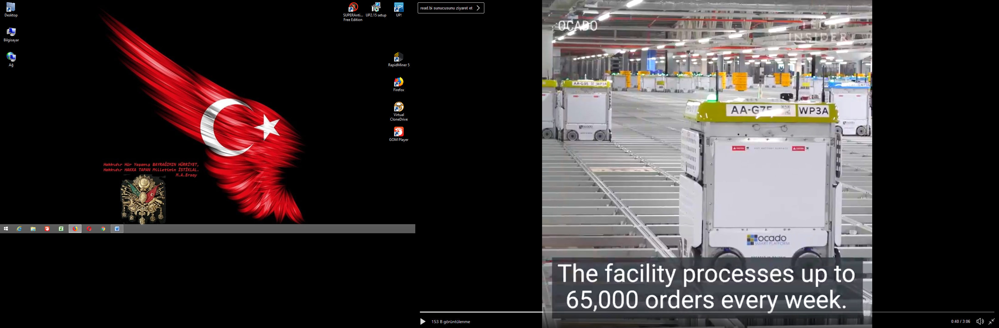 Desktop
Bilgisayar
Ağ
SUPERAnti...
Free Edition
UP2.15 setup
UP!
UP!
RapidMiner 5
Firefox
Virtual
CloneDrive
GOM Player
Hakkıdır Hür Yaşamış BAYRAĞIMIN HÜRRİYET,
Hakkıdır HAKKA TAPAN Milletimin İSTİKLAL.
M.A.Ersoy
read.bi sunucusunu ziyaret et
OCADO
TECH
INSIDER
AA-G95 WP3A
AA-G75 WP3A
ocado
ocado
SMART PLATFORM
The facility processes up to
65,000 orders every week.
153 B görüntülenme
0:40 / 3:06